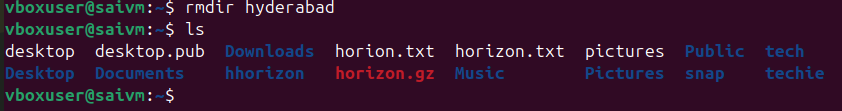 vboxuser@saivm:~$ rmdir hyderabad
vboxuser@saivm:~$ ls
desktop desktop.pub Downloads horion.txt horizon.txt pictures Public tech
Desktop Documents hhorizon horizon.gz Music Pictures snap techie
vboxuser@saivm:~$